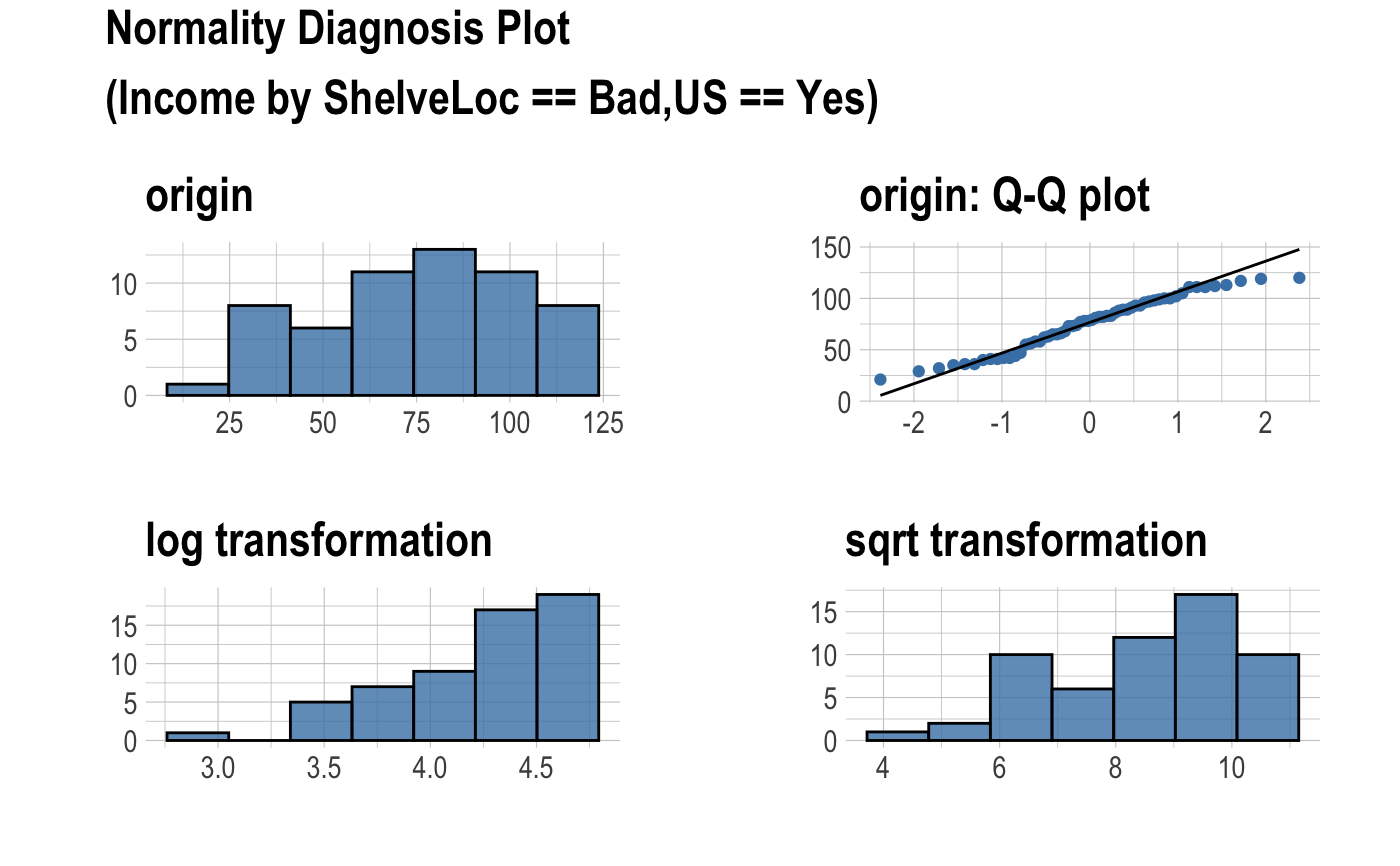 Normality Diagnosis Plot
(Income by ShelveLoc == Bad,US == Yes)
origin
10
5
0
25 50 75 100 125
origin: Q-Q plot
150
100
50
0
-2 -1 0 1 2
log transformation
15
10
5
0
3.0 3.5 4.0 4.5
sqrt transformation
15
10
5
0
4 6 8 10